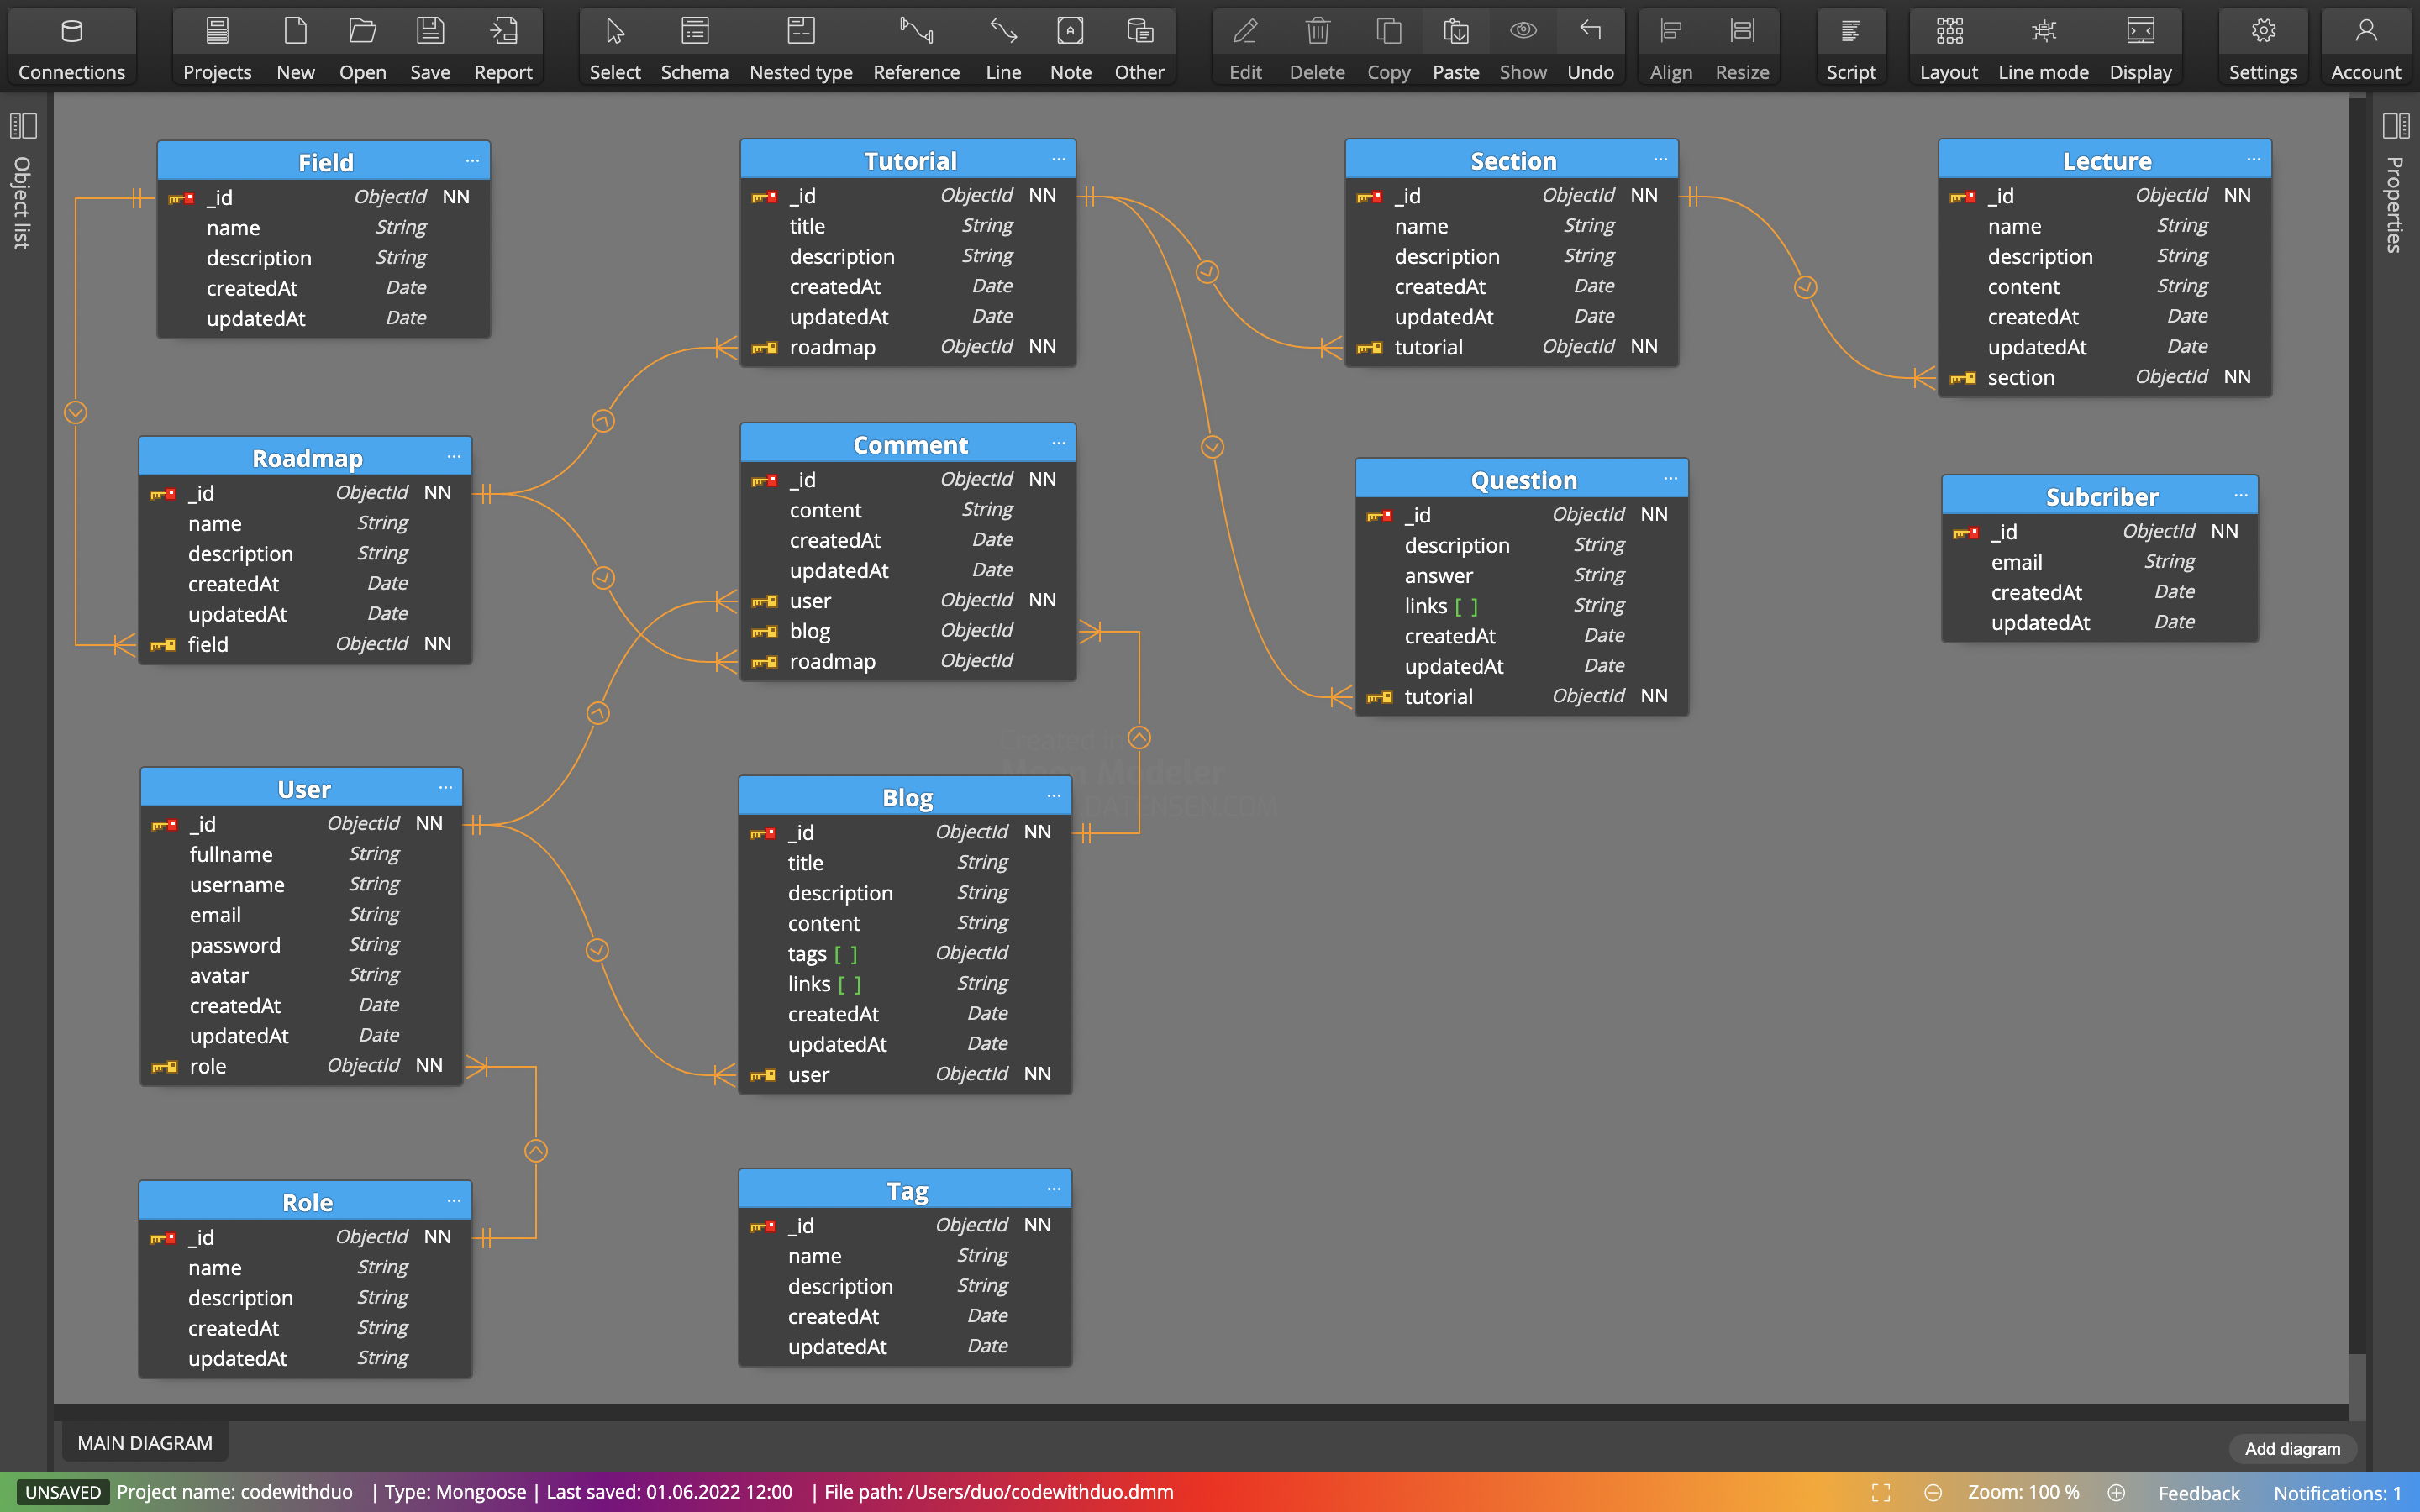 Connections
Projects New Open Save Report
Select Schema Nested type Reference Line Note Other
Edit Delete Copy Paste Show Undo
Align Resize
Script
Layout Line mode Display
Settings
Account
Object list
Properties
Field ...
_id ObjectId NN
name String
description String
createdAt Date
updatedAt Date
Tutorial ...
_id ObjectId NN
title String
description String
createdAt Date
updatedAt Date
roadmap ObjectId NN
Section ...
_id ObjectId NN
name String
description String
createdAt Date
updatedAt Date
tutorial ObjectId NN
Lecture ...
_id ObjectId NN
name String
description String
content String
createdAt Date
updatedAt Date
section ObjectId NN
Roadmap ...
_id ObjectId NN
name String
description String
createdAt Date
updatedAt Date
field ObjectId NN
Comment ...
_id ObjectId NN
content String
createdAt Date
updatedAt Date
user ObjectId NN
blog ObjectId
roadmap ObjectId
Question ...
_id ObjectId NN
description String
answer String
links [ ] String
createdAt Date
updatedAt Date
tutorial ObjectId NN
Subcriber ...
_id ObjectId NN
email String
createdAt Date
updatedAt Date
Created in
Moon Modeler
DATENSEN.COM
User ...
_id ObjectId NN
fullname String
username String
email String
password String
avatar String
createdAt Date
updatedAt Date
role ObjectId NN
Blog ...
_id ObjectId NN
title String
description String
content String
tags [ ] ObjectId
links [ ] String
createdAt Date
updatedAt Date
user ObjectId NN
Role ...
_id ObjectId NN
name String
description String
createdAt String
updatedAt String
Tag ...
_id ObjectId NN
name String
description String
createdAt Date
updatedAt Date
MAIN DIAGRAM
Add diagram
UNSAVED Project name: codewithduo | Type: Mongoose | Last saved: 01.06.2022 12:00 | File path: /Users/duo/codewithduo.dmm
Zoom: 100 % Feedback Notifications: 1